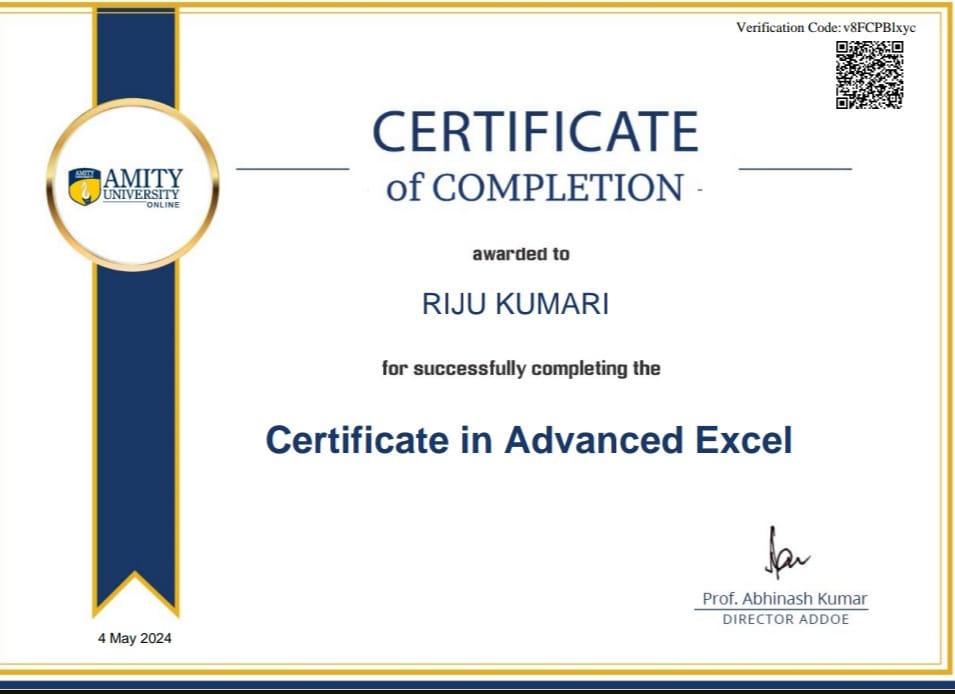 Verification Code: v8FCPBlxyc
AMITY
AMITY
UNIVERSITY
ONLINE
CERTIFICATE
of COMPLETION -
awarded to
RIJU KUMARI
for successfully completing the
Certificate in Advanced Excel
Prof. Abhinash Kumar
DIRECTOR ADDOE
4 May 2024